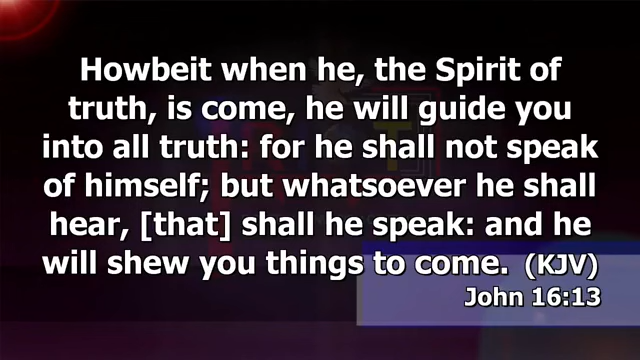 Howbeit when he, the Spirit of
truth, is come, he will guide you
into all truth: for he shall not speak
of himself; but whatsoever he shall
hear, [that] shall he speak: and he
will shew you things to come. (KJV)
John 16:13